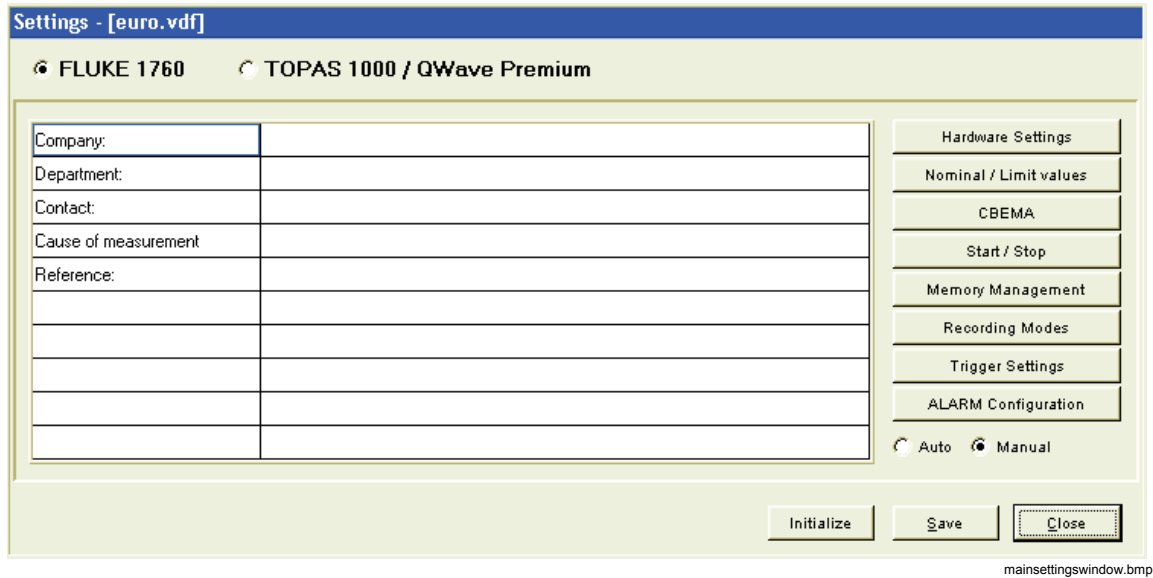 Settings - [euro.vdf]
FLUKE 1760 TOPAS 1000 / QWave Premium
Company:
Department:
Contact:
Cause of measurement
Reference:
Hardware Settings
Nominal / Limit values
CBEMA
Start / Stop
Memory Management
Recording Modes
Trigger Settings
ALARM Configuration
Auto Manual
Initialize Save Close
mainsettingswindow.bmp